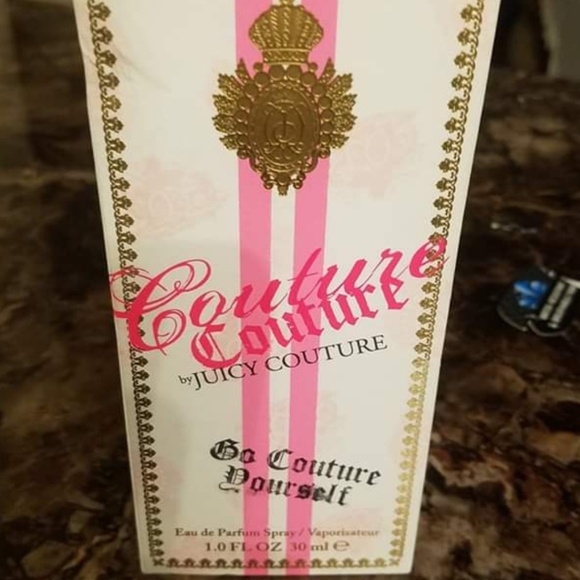 Couture
Couture
by JUICY COUTURE
Go Couture
Yourself
Eau de Parfum Spray / Vaporisateur
1.0 FL OZ 30 ml ℮